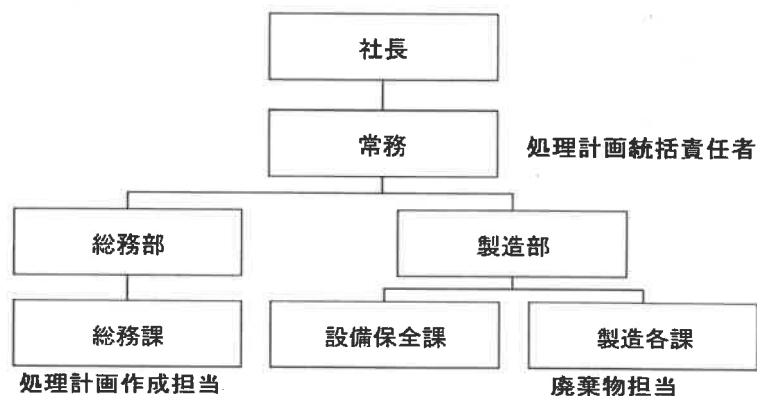 社長
常務
処理計画統括責任者
総務部
製造部
総務課
設備保全課
製造各課
処理計画作成担当
廃棄物担当